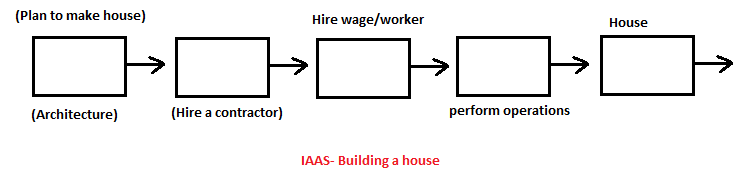 (Plan to make house)
Hire wage/worker
House
(Architecture)
(Hire a contractor)
perform operations
IAAS- Building a house